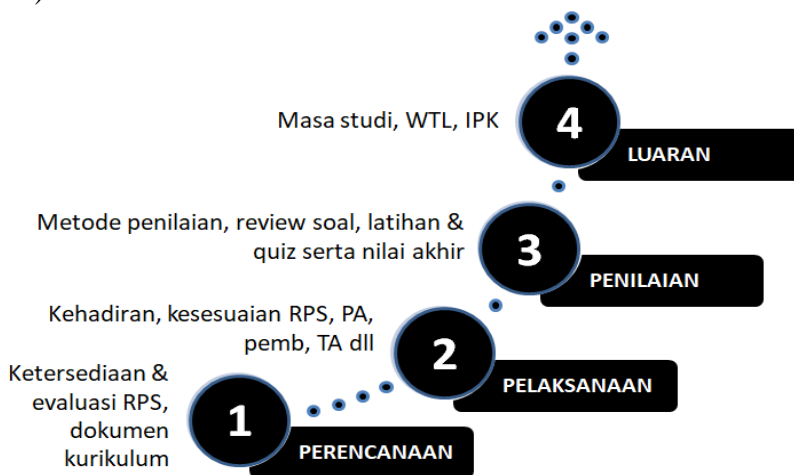 Masa studi, WTL, IPK
4
LUARAN
Metode penilaian, review soal, latihan &
quiz serta nilai akhir
3
PENILAIAN
Kehadiran, kesesuaian RPS, PA,
pemb, TA dll
2
PELAKSANAAN
Ketersediaan &
evaluasi RPS,
dokumen
kurikulum
1
PERENCANAAN